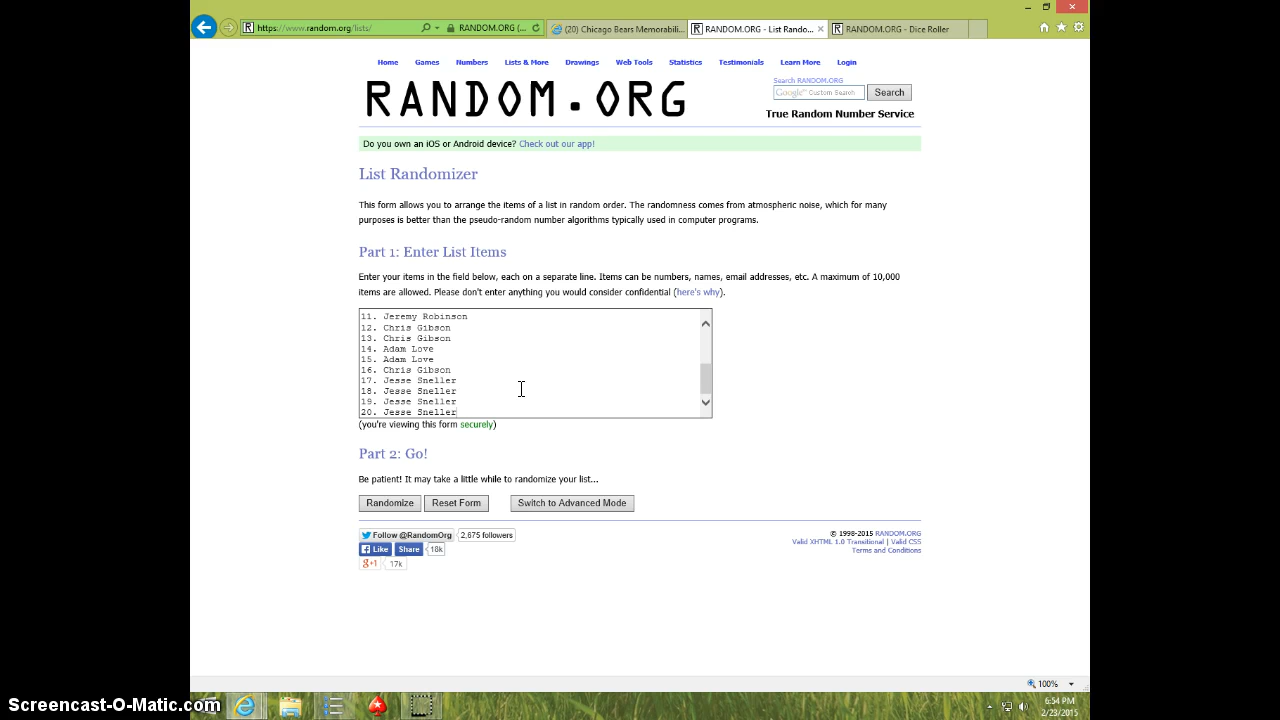 https://www.random.org/lists/
RANDOM.ORG (...
(20) Chicago Bears Memorabili...
RANDOM.ORG - List Rando...
RANDOM.ORG - Dice Roller
Home Games Numbers Lists & More Drawings Web Tools Statistics Testimonials Learn More Login
RANDOM.ORG
Search RANDOM.ORG
Google™ Custom Search
Search
True Random Number Service
Do you own an iOS or Android device? Check out our app!
List Randomizer
This form allows you to arrange the items of a list in random order. The randomness comes from atmospheric noise, which for many
purposes is better than the pseudo-random number algorithms typically used in computer programs.
Part 1: Enter List Items
Enter your items in the field below, each on a separate line. Items can be numbers, names, email addresses, etc. A maximum of 10,000
items are allowed. Please don't enter anything you would consider confidential (here's why).
11. Jeremy Robinson
12. Chris Gibson
13. Chris Gibson
14. Adam Love
15. Adam Love
16. Chris Gibson
17. Jesse Sneller
18. Jesse Sneller
19. Jesse Sneller
20. Jesse Sneller
(you're viewing this form securely)
Part 2: Go!
Be patient! It may take a little while to randomize your list...
Randomize Reset Form Switch to Advanced Mode
Follow @RandomOrg 2,675 followers
Like Share 18k
g+1 17k
© 1998-2015 RANDOM.ORG
Valid XHTML 1.0 Transitional | Valid CSS
Terms and Conditions
100%
6:54 PM
2/23/2015
Screencast-O-Matic.com